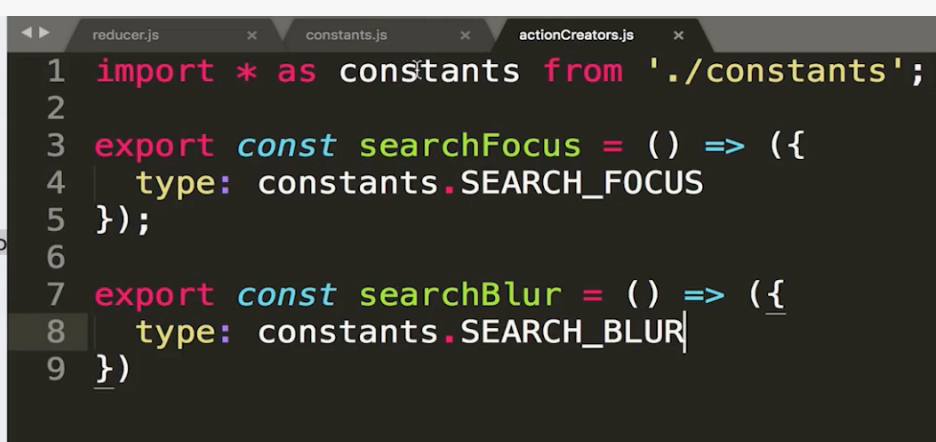 reducer.js × constants.js × actionCreators.js ×
1 import * as constants from './constants';
2
3 export const searchFocus = () => ({
4 type: constants.SEARCH_FOCUS
5 });
6
7 export const searchBlur = () => ({
8 type: constants.SEARCH_BLUR
9 })